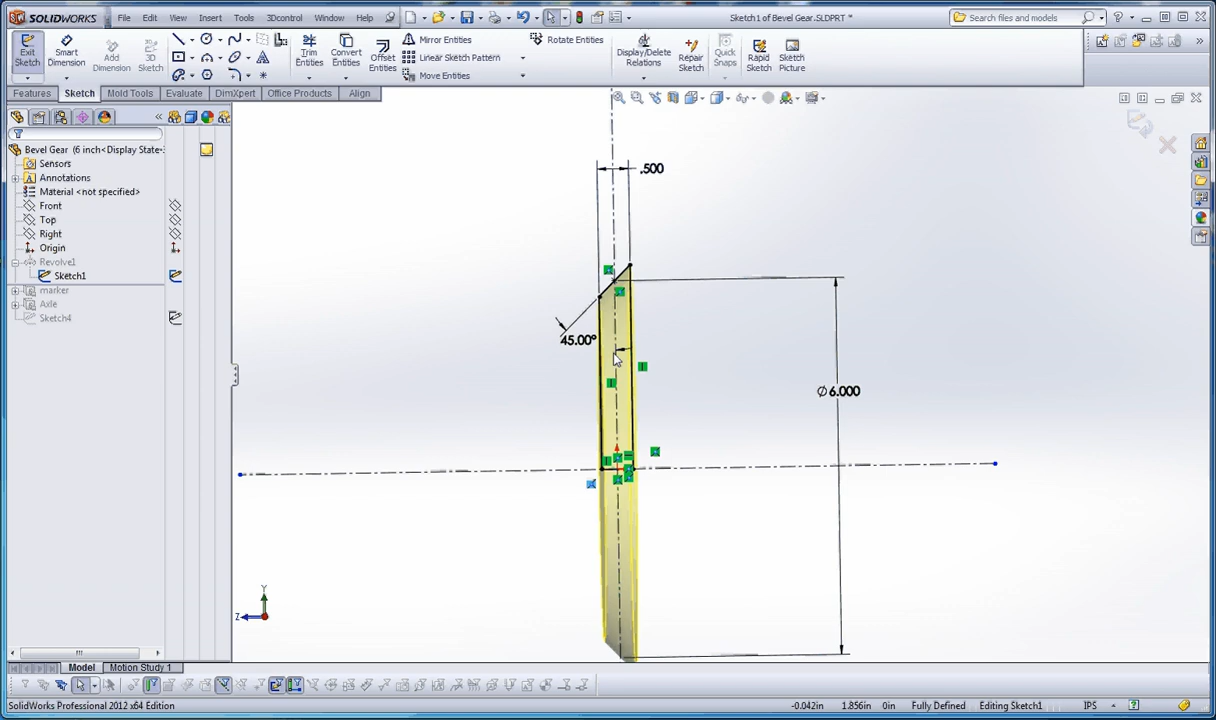 SOLIDWORKS File Edit View Insert Tools 3Dcontrol Window Help
Sketch1 of Bevel Gear.SLDPRT *
Search files and models
Exit Sketch
Smart Dimension
Add Dimension
3D Sketch
Trim Entities
Convert Entities
Offset Entities
Mirror Entities
Linear Sketch Pattern
Move Entities
Rotate Entities
Display/Delete Relations
Repair Sketch
Quick Snaps
Rapid Sketch
Sketch Picture
Features Sketch Mold Tools Evaluate DimXpert Office Products Align
Bevel Gear (6 inch<Display State-
Sensors
Annotations
Material <not specified>
Front
Top
Right
Origin
Revolve1
Sketch1
marker
Axle
Sketch4
.500
45.00°
Ø6.000
Y
Z
Model Motion Study 1
SolidWorks Professional 2012 x64 Edition
-0.042in 1.856in 0in Fully Defined Editing Sketch1 IPS